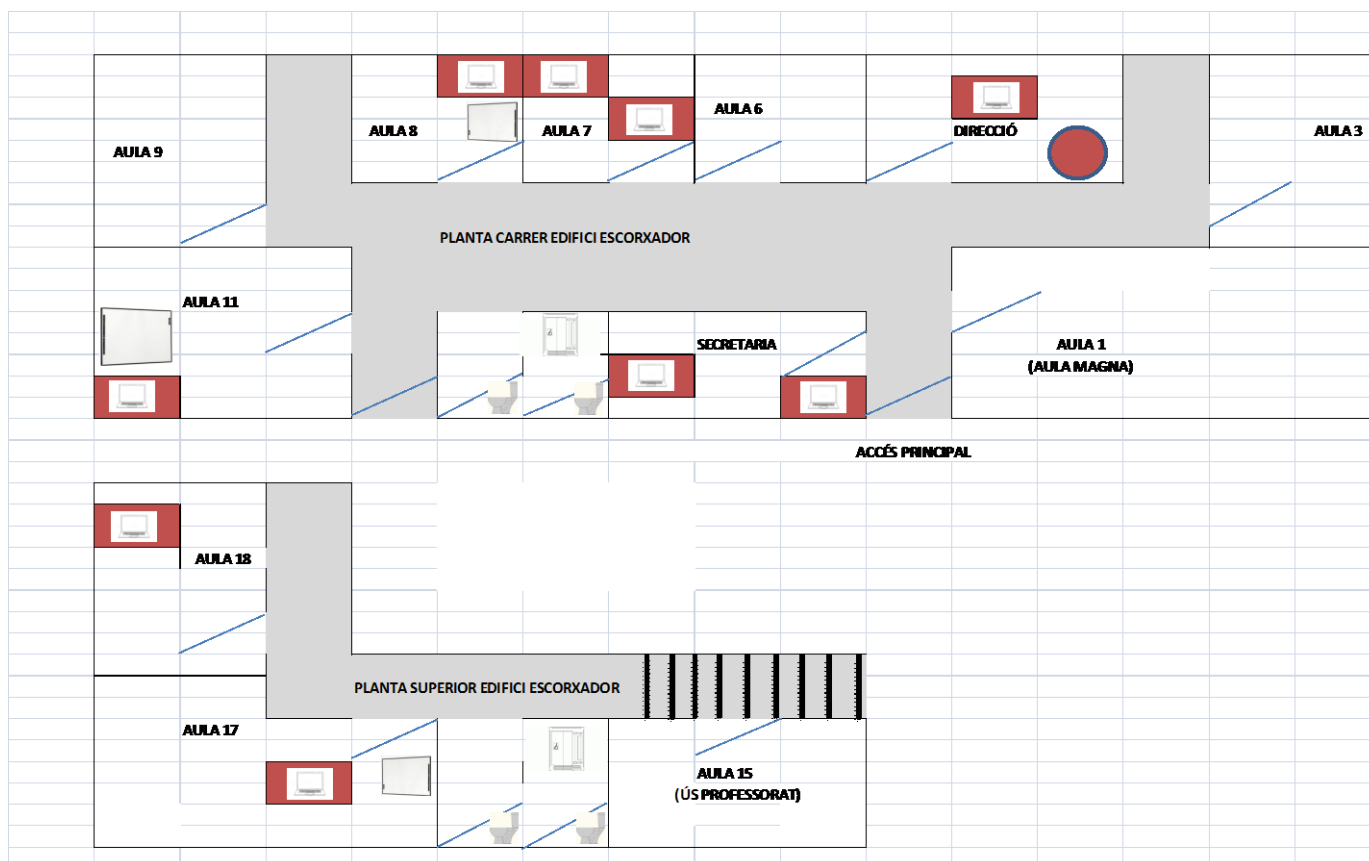 AULA 8
AULA 7
AULA 6
DIRECCIÓ
AULA 3
AULA 9
PLANTA CARRER EDIFICI ESCORXADOR
AULA 11
SECRETARIA
AULA 1
(AULA MAGNA)
ACCÉS PRINCIPAL
AULA 18
PLANTA SUPERIOR EDIFICI ESCORXADOR
AULA 17
AULA 15
(ÚS PROFESSORAT)